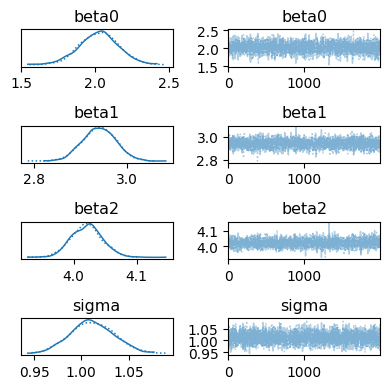 beta0 beta0
2.5
2.0
1.5
1.5 2.0 2.5 0 1000
beta1 beta1
3.0
2.8
2.8 3.0 0 1000
beta2 beta2
4.1
4.0
4.0 4.1 0 1000
sigma sigma
1.05
1.00
0.95
0.95 1.00 1.05 0 1000